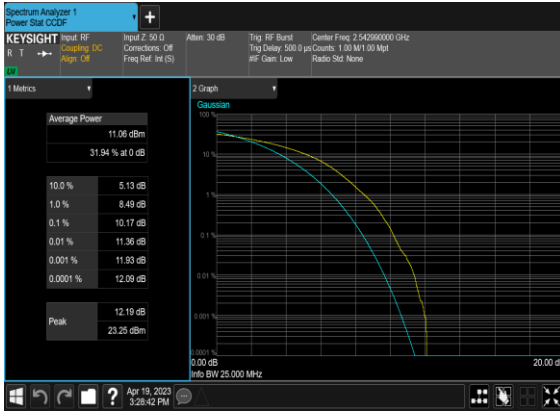 Spectrum Analyzer 1
Power Stat CCDF
KEYSIGHT
R T
Input: RF
Coupling: DC
Align: Off
Input Z: 50 Ω
Corrections: Off
Freq Ref: Int (S)
Atten: 30 dB
Trig: RF Burst
Trig Delay: 500.0 µs
#IF Gain: Low
Center Freq: 2.542990000 GHz
Counts: 1.00 M/1.00 Mpt
Radio Std: None
1 Metrics
Average Power
11.06 dBm
31.94 % at 0 dB
10.0 % 5.13 dB
1.0 % 8.49 dB
0.1 % 10.17 dB
0.01 % 11.36 dB
0.001 % 11.93 dB
0.0001 % 12.09 dB
Peak
12.19 dB
23.25 dBm
2 Graph
Gaussian
100 %
10 %
1 %
0.1 %
0.01 %
0.001 %
0.0001 %
0.00 dB
20.00 d
Info BW 25.000 MHz
?
Apr 19, 2023
3:28:42 PM